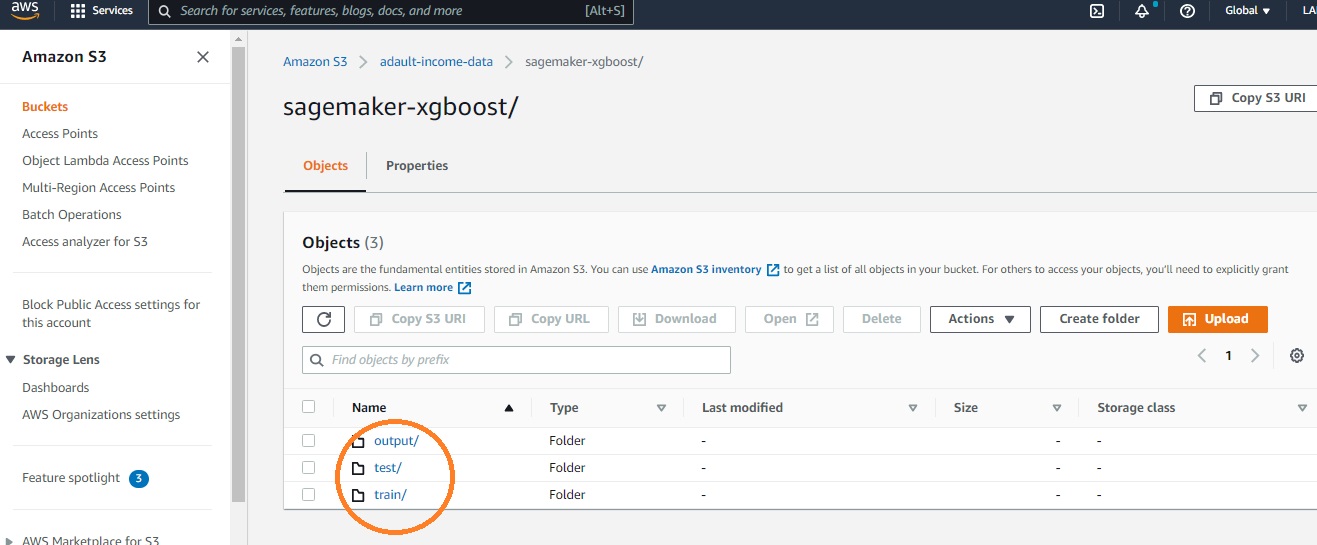 aws
Services
Search for services, features, blogs, docs, and more
[Alt+S]
Global
Amazon S3
Buckets
Access Points
Object Lambda Access Points
Multi-Region Access Points
Batch Operations
Access analyzer for S3
Block Public Access settings for
this account
Storage Lens
Dashboards
AWS Organizations settings
Feature spotlight 3
AWS Marketplace for S3
Amazon S3 > adault-income-data > sagemaker-xgboost/
sagemaker-xgboost/
Copy S3 URI
Objects Properties
Objects (3)
Objects are the fundamental entities stored in Amazon S3. You can use Amazon S3 inventory to get a list of all objects in your bucket. For others to access your objects, you'll need to explicitly grant
them permissions. Learn more
Copy S3 URI Copy URL Download Open Delete Actions Create folder Upload
Find objects by prefix
1
Name Type Last modified Size Storage class
output/ Folder - - -
test/ Folder - - -
train/ Folder - - -